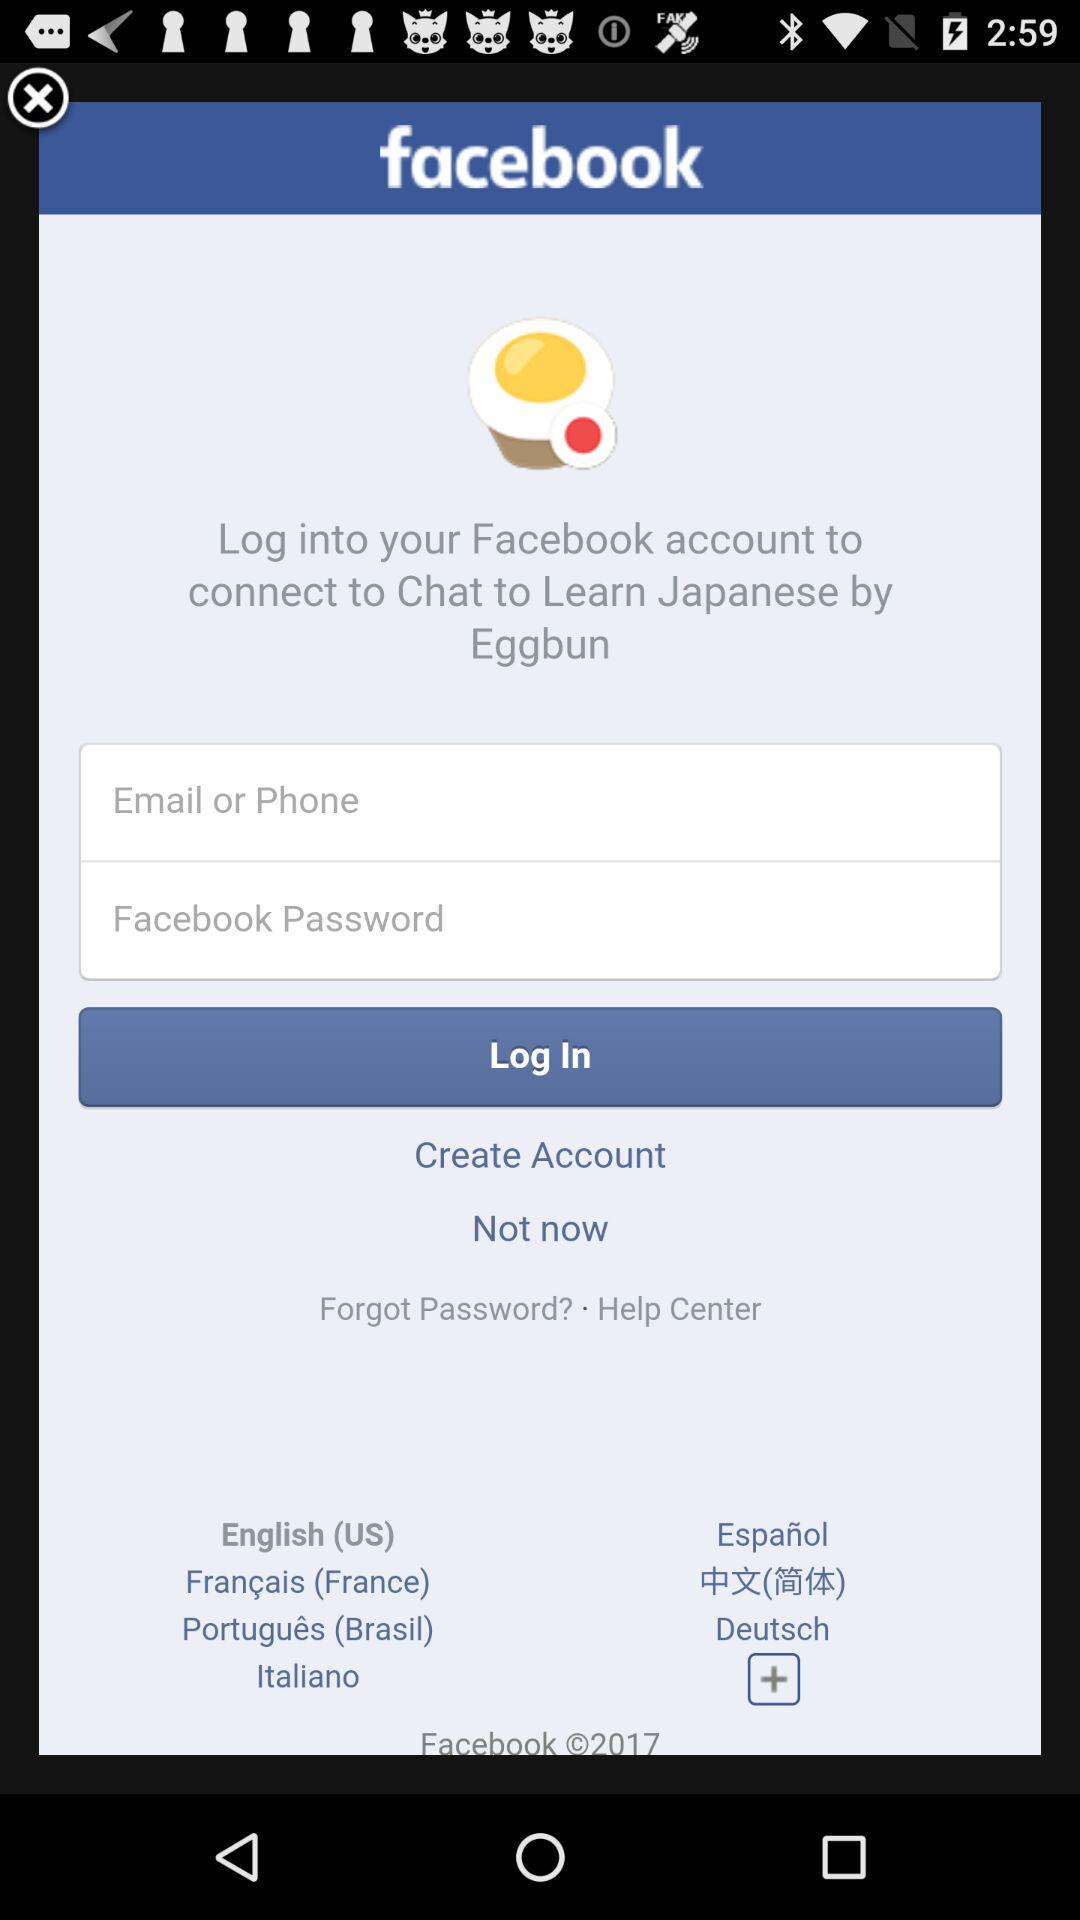 FAKE
2:59
facebook
Log into your Facebook account to
connect to Chat to Learn Japanese by
Eggbun
Email or Phone
Facebook Password
Log In
Create Account
Not now
Forgot Password? · Help Center
English (US) Español
Français (France) 中文(简体)
Português (Brasil) Deutsch
Italiano +
Facebook ©2017